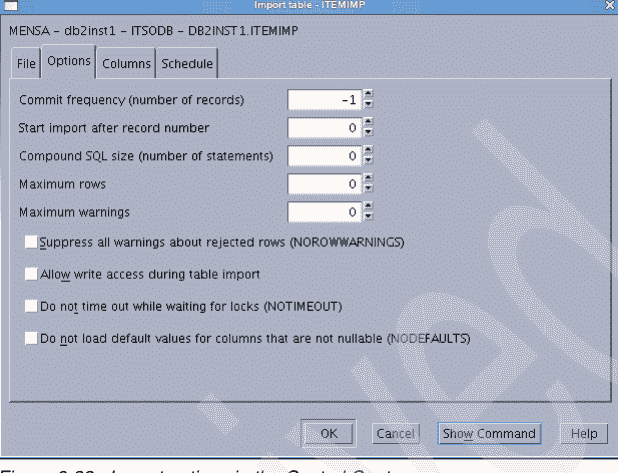 Import table - ITEMIMP
MENSA - db2inst1 - ITSODB - DB2INST1.ITEMIMP
File Options Columns Schedule
Commit frequency (number of records) -1
Start import after record number 0
Compound SQL size (number of statements) 0
Maximum rows 0
Maximum warnings 0
Suppress all warnings about rejected rows (NOROWWARNINGS)
Allow write access during table import
Do not time out while waiting for locks (NOTIMEOUT)
Do not load default values for columns that are not nullable (NODEFAULTS)
OK Cancel Show Command Help